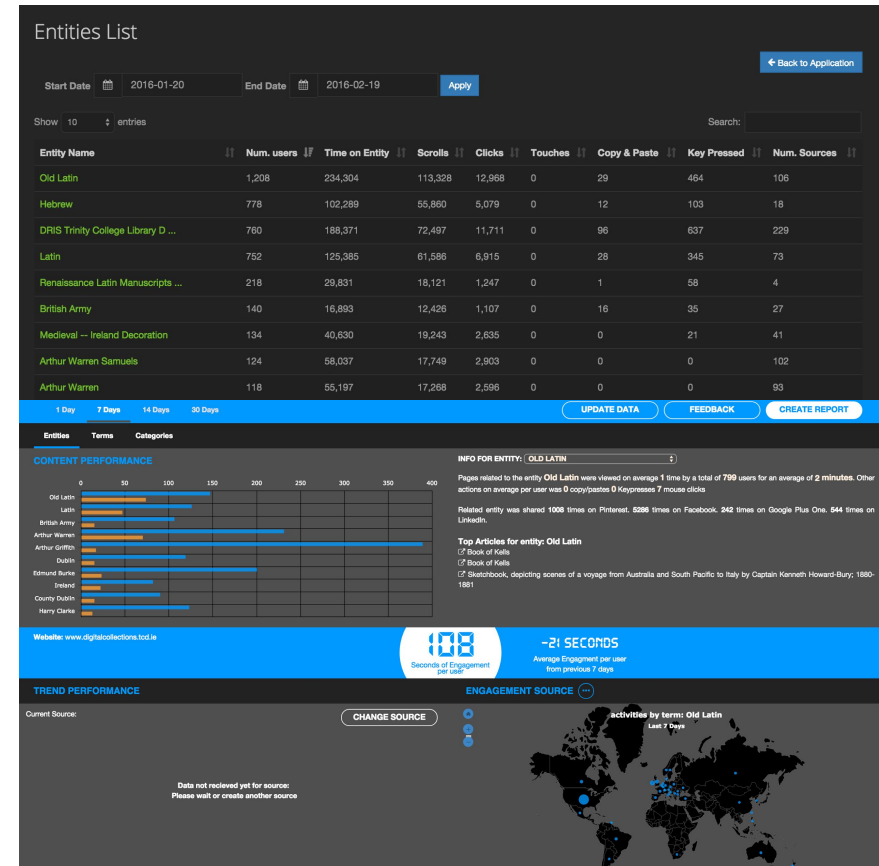 Entities List
← Back to Application
Start Date 2016-01-20 End Date 2016-02-19 Apply
Show 10 entries Search:
Entity Name Num. users Time on Entity Scrolls Clicks Touches Copy & Paste Key Pressed Num. Sources
Old Latin 1,208 234,304 113,328 12,968 0 29 464 106
Hebrew 778 102,289 55,860 5,079 0 12 103 18
DRIS Trinity College Library D ... 760 188,371 72,497 11,711 0 96 637 229
Latin 752 125,385 61,586 6,915 0 28 345 73
Renaissance Latin Manuscripts ... 218 29,831 18,121 1,247 0 1 58 4
British Army 140 16,893 12,426 1,107 0 16 35 27
Medieval -- Ireland Decoration 134 40,630 19,243 2,635 0 0 21 41
Arthur Warren Samuels 124 58,037 17,749 2,903 0 0 0 102
Arthur Warren 118 55,197 17,268 2,596 0 0 0 93
1 Day 7 Days 14 Days 30 Days UPDATE DATA FEEDBACK CREATE REPORT
Entities Terms Categories
CONTENT PERFORMANCE
0 50 100 150 200 250 300 350 400
Old Latin
Latin
British Army
Arthur Warren
Arthur Griffith
Dublin
Edmund Burke
Ireland
County Dublin
Harry Clarke
INFO FOR ENTITY: OLD LATIN
Pages related to the entity Old Latin were viewed on average 1 time by a total of 799 users for an average of 2 minutes. Other
actions on average per user was 0 copy/pastes 0 Keypresses 7 mouse clicks
Related entity was shared 1008 times on Pinterest. 5286 times on Facebook. 242 times on Google Plus One. 544 times on
LinkedIn.
Top Articles for entity: Old Latin
Book of Kells
Book of Kells
Sketchbook, depicting scenes of a voyage from Australia and South Pacific to Italy by Captain Kenneth Howard-Bury; 1880-
1881
Website: www.digitalcollections.tcd.ie
108
Seconds of Engagement
per user
-21 SECONDS
Average Engagment per user
from previous 7 days
TREND PERFORMANCE
ENGAGEMENT SOURCE
Current Source: CHANGE SOURCE
Data not recieved yet for source:
Please wait or create another source
activities by term: Old Latin
Last 7 Days